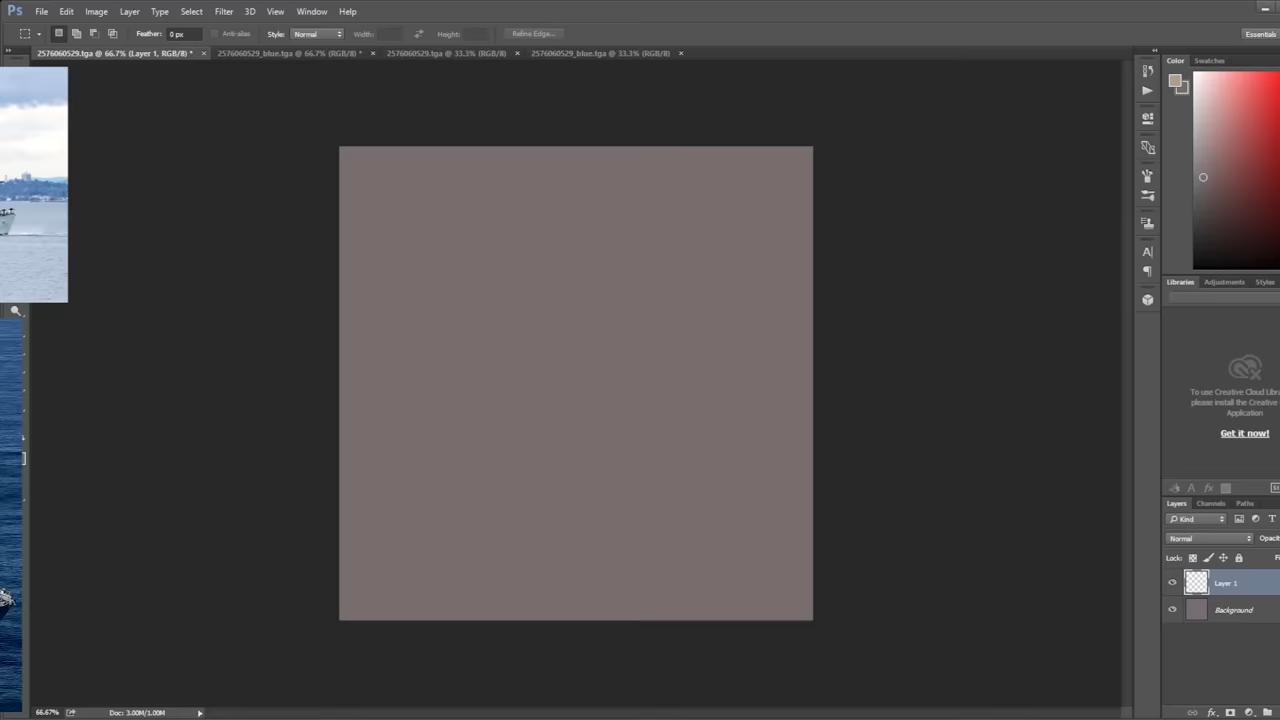 Ps File Edit Image Layer Type Select Filter 3D View Window Help
Feather: 0 px Anti-alias Style: Normal Width: Height: Refine Edge... Essentials
2576060529.tga @ 66.7% (Layer 1, RGB/8) * × 2576060529_blue.tga @ 66.7% (RGB/8) * × 2576060529.tga @ 33.3% (RGB/8) × 2576060529_blue.tga @ 33.3% (RGB/8) ×
Color Swatches
Libraries Adjustments Styles
To use Creative Cloud Libr
please install the Creative
Application
Get it now!
Layers Channels Paths
Kind
Normal Opaci
Lock: Fi
Layer 1
Background
66.67% Doc: 3.00M/1.00M